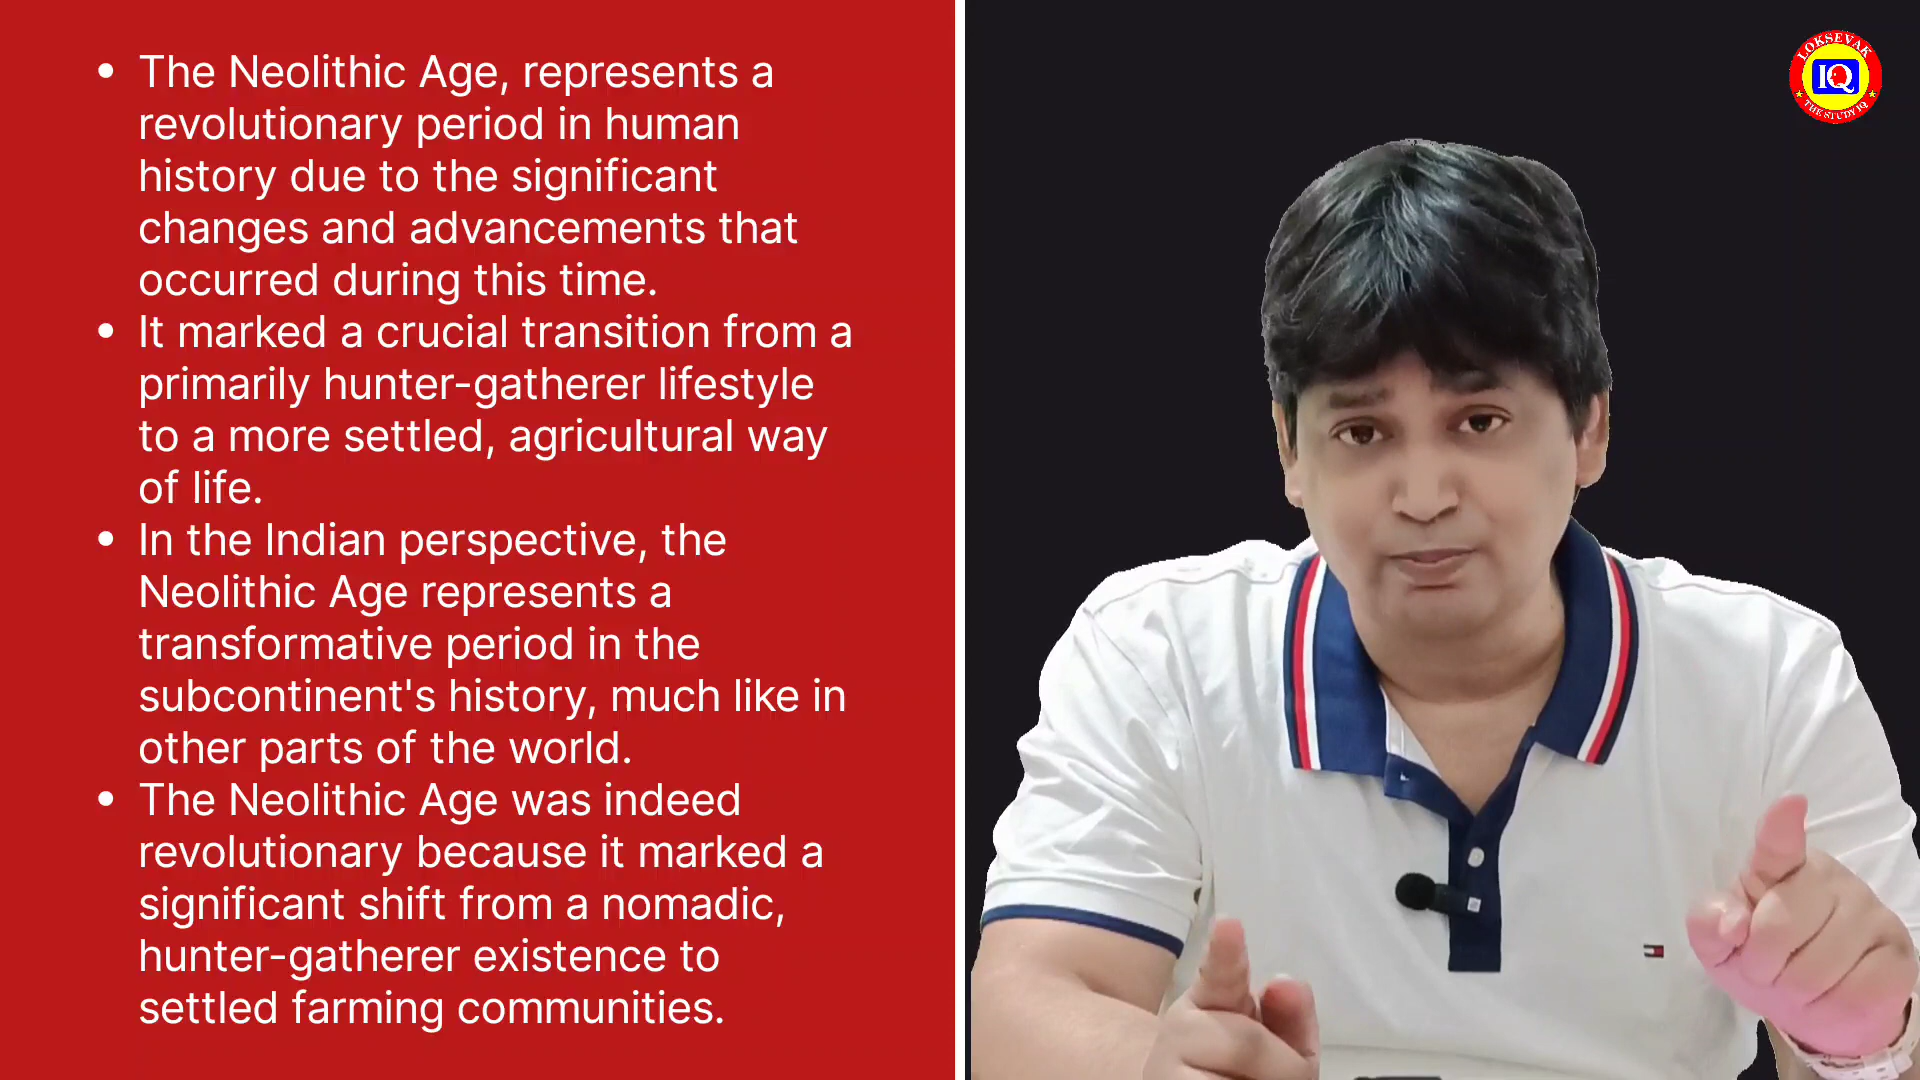 • The Neolithic Age, represents a
revolutionary period in human
history due to the significant
changes and advancements that
occurred during this time.
• It marked a crucial transition from a
primarily hunter-gatherer lifestyle
to a more settled, agricultural way
of life.
• In the Indian perspective, the
Neolithic Age represents a
transformative period in the
subcontinent's history, much like in
other parts of the world.
• The Neolithic Age was indeed
revolutionary because it marked a
significant shift from a nomadic,
hunter-gatherer existence to
settled farming communities.
LOKSEVAK
IQ
THE STUDY IQ